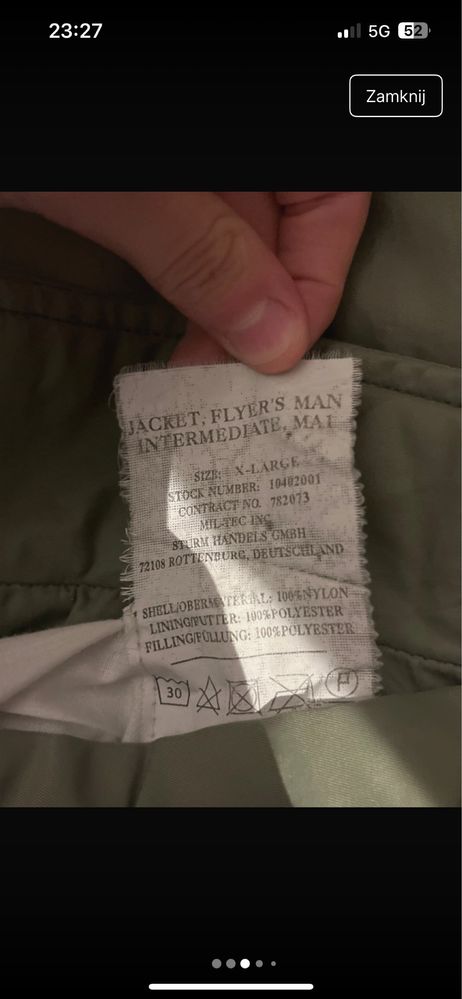 23:27
5G
52
Zamknij
JACKET, FLYER'S MAN
INTERMEDIATE, MA1
SIZE: X-LARGE
STOCK NUMBER: 10402001
CONTRACT NO. 782073
MIL-TEC INC
STURM HANDELS GMBH
72108 ROTTENBURG, DEUTSCHLAND
SHELL/OBERMATERIAL: 100%NYLON
LINING/FUTTER: 100%POLYESTER
FILLING/FÜLLUNG: 100%POLYESTER
30
P